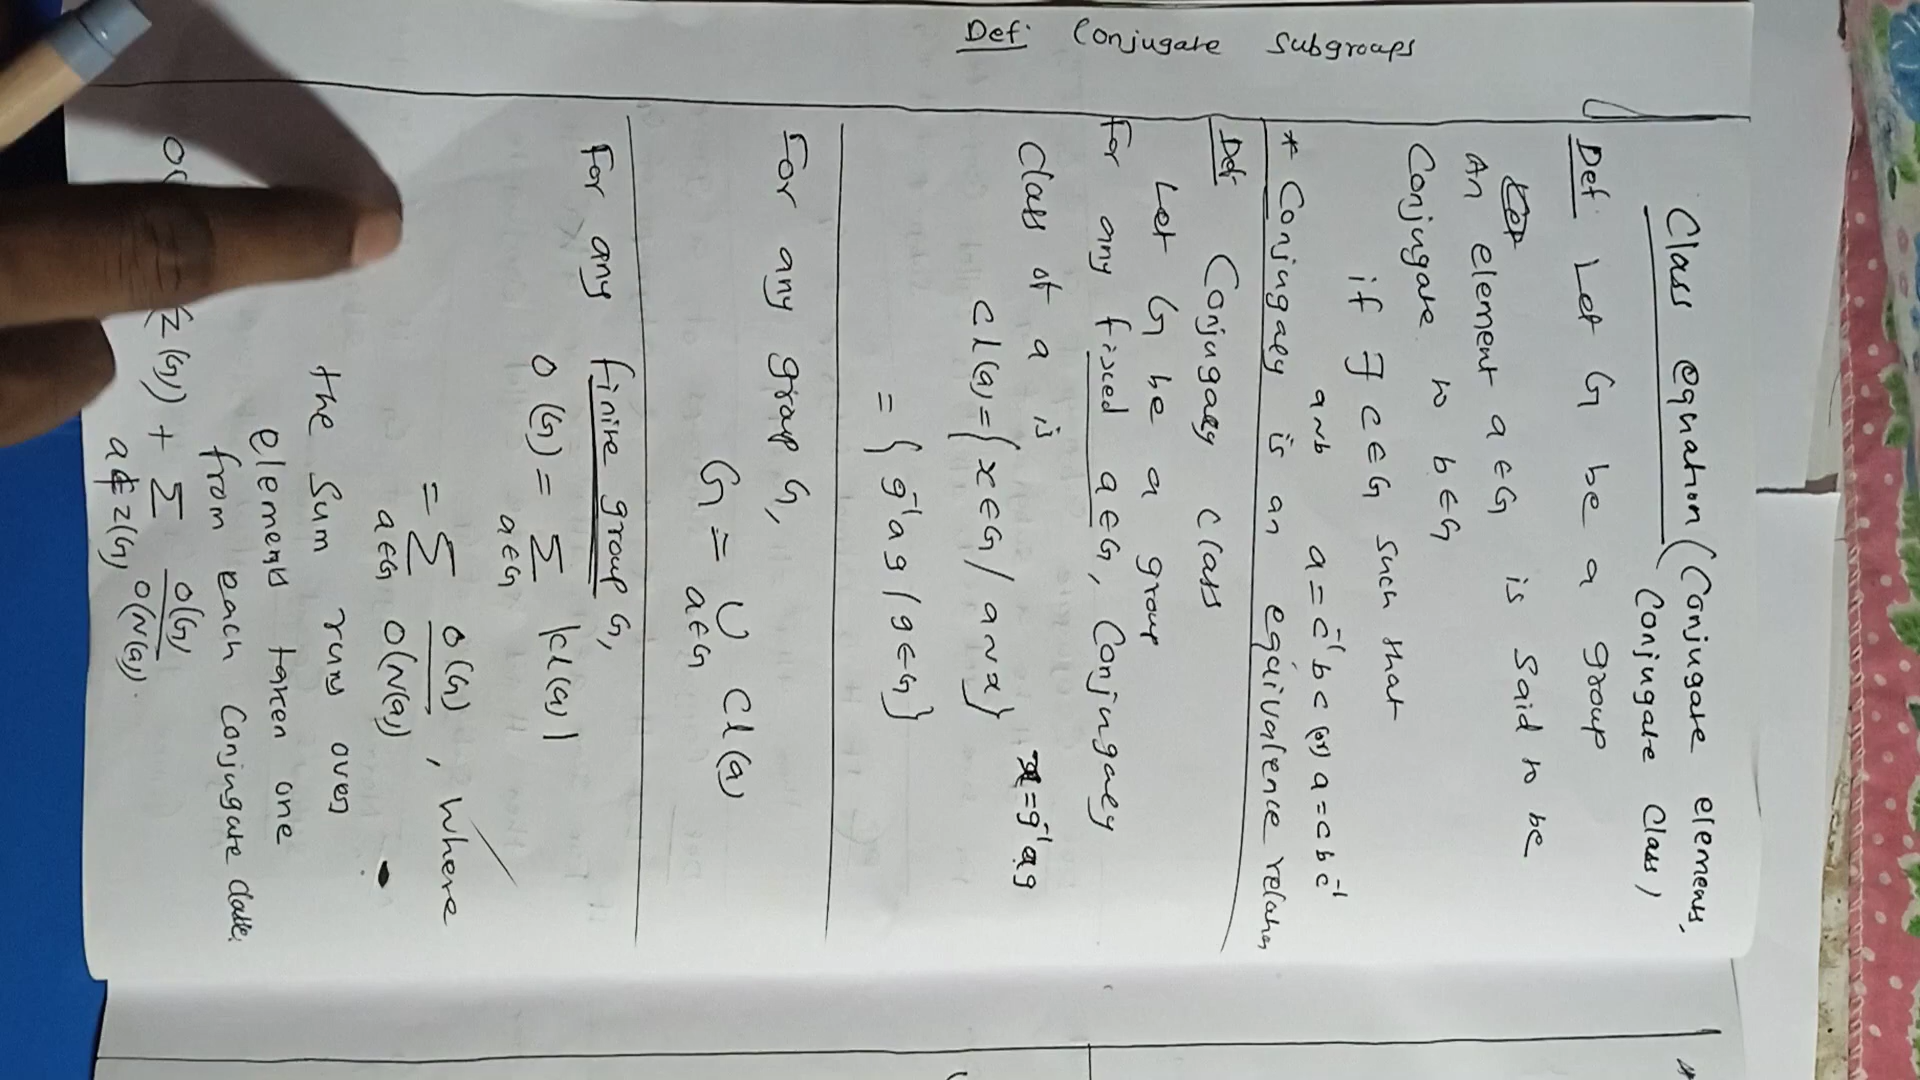 Def: Conjugate Subgroups
Class equation (Conjugate elements,
Conjugate class)
Def: Let G be a group
An element a∈G is said to be
Conjugate to b∈G
if ∃ c∈G such that
a~b a = c⁻¹bc (or) a = cbc⁻¹
* Conjugacy is an equivalence relation
Def: Conjugacy class
Let G be a group
For any fixed a∈G, Conjugacy
Class of a is
cl(a) = {x∈G / a~x} x = g⁻¹ag
= {g⁻¹ag / g∈G}
For any group G,
G = ∪ cl(a)
a∈G
For any finite group G,
O(G) = Σ |cl(a)|
a∈G
= Σ O(G)/O(N(a)), where
a∈G
the sum runs over
elements taken one
from each Conjugate class.
Z(G)) + Σ O(G)/O(N(a)).
a∉Z(G)